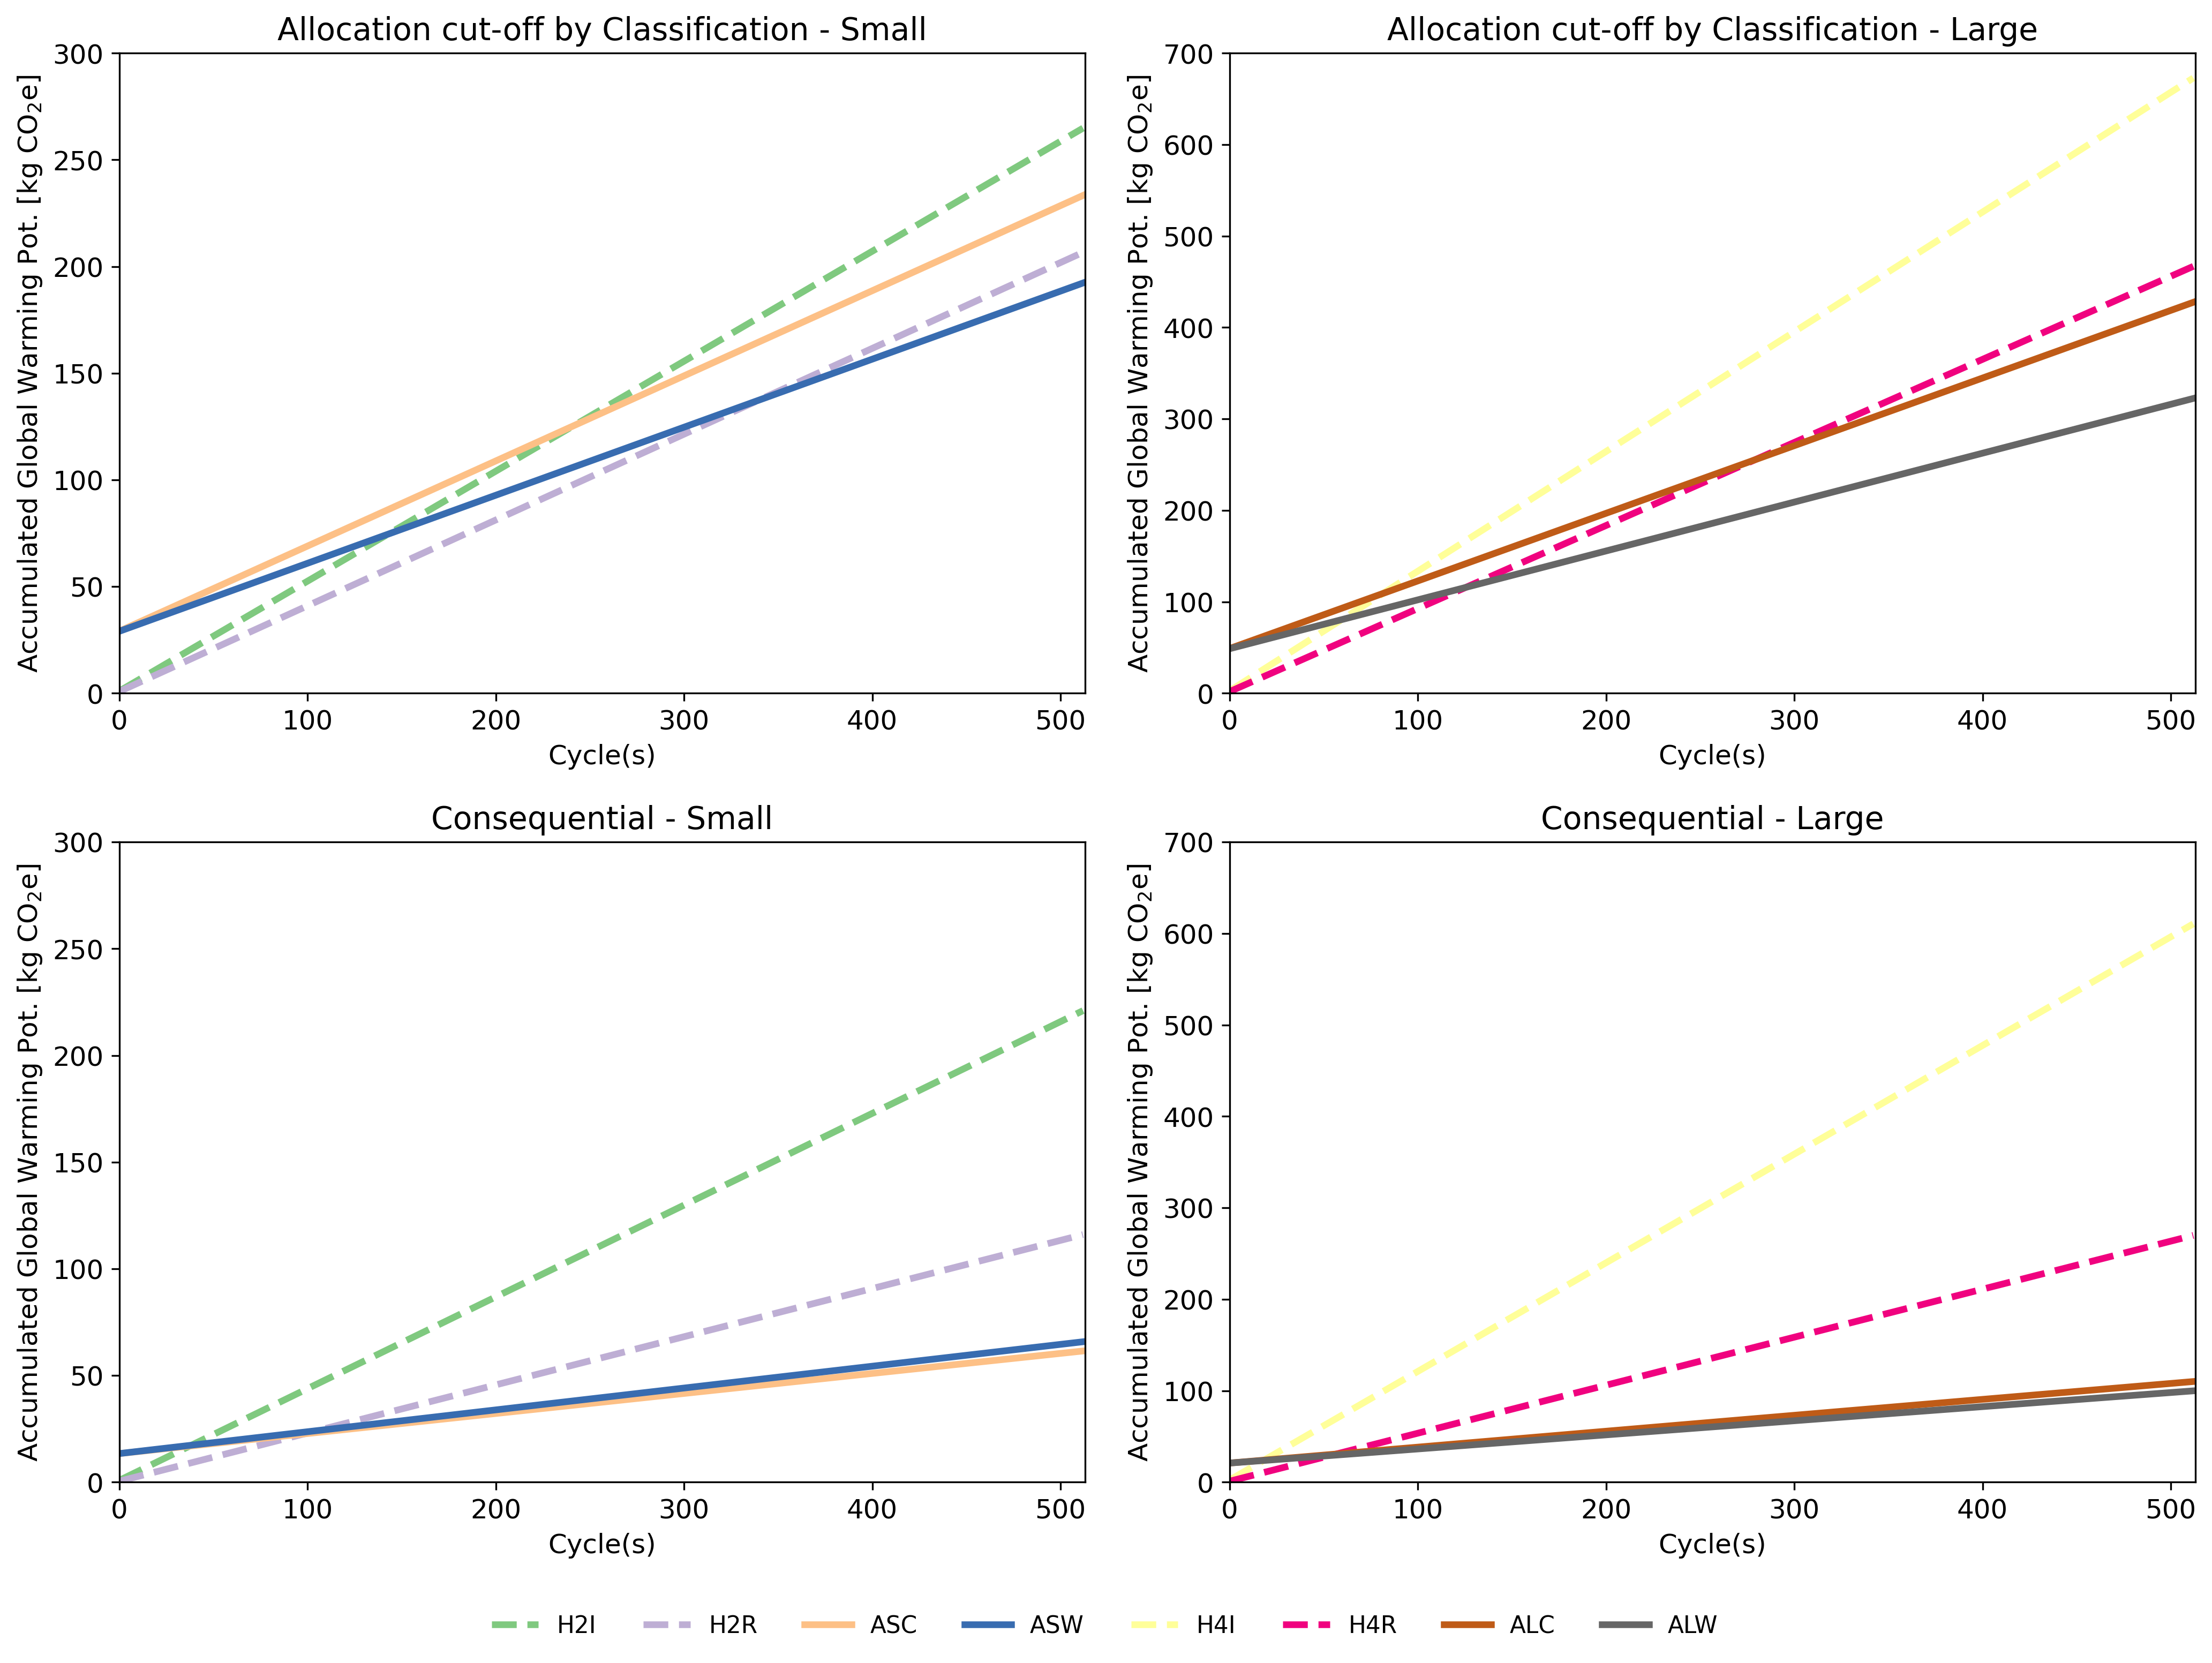 Allocation cut-off by Classification - Small
Accumulated Global Warming Pot. [kg CO₂e]
300
250
200
150
100
50
0
0 100 200 300 400 500
Cycle(s)
Allocation cut-off by Classification - Large
Accumulated Global Warming Pot. [kg CO₂e]
700
600
500
400
300
200
100
0
0 100 200 300 400 500
Cycle(s)
Consequential - Small
Accumulated Global Warming Pot. [kg CO₂e]
300
250
200
150
100
50
0
0 100 200 300 400 500
Cycle(s)
Consequential - Large
Accumulated Global Warming Pot. [kg CO₂e]
700
600
500
400
300
200
100
0
0 100 200 300 400 500
Cycle(s)
H2I H2R ASC ASW H4I H4R ALC ALW